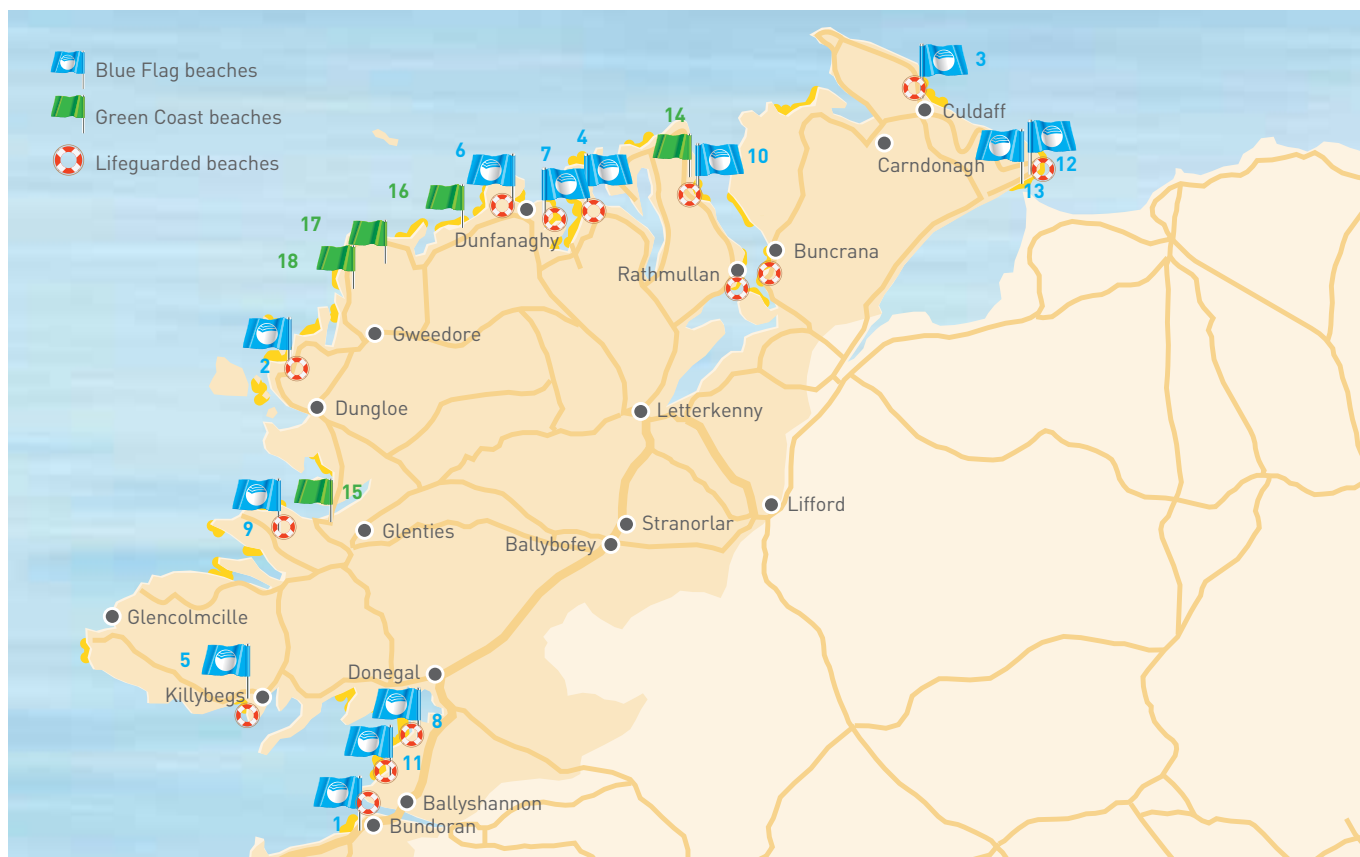 Blue Flag beaches
Green Coast beaches
Lifeguarded beaches
3
Culdaff
14
4
7
6
10
Carndonagh
12
13
16
Dunfanaghy
17
18
Buncrana
Rathmullan
Gweedore
2
Dungloe
Letterkenny
15
9
Glenties
Lifford
Stranorlar
Ballybofey
Glencolmcille
5
Killybegs
Donegal
8
11
Ballyshannon
1
Bundoran